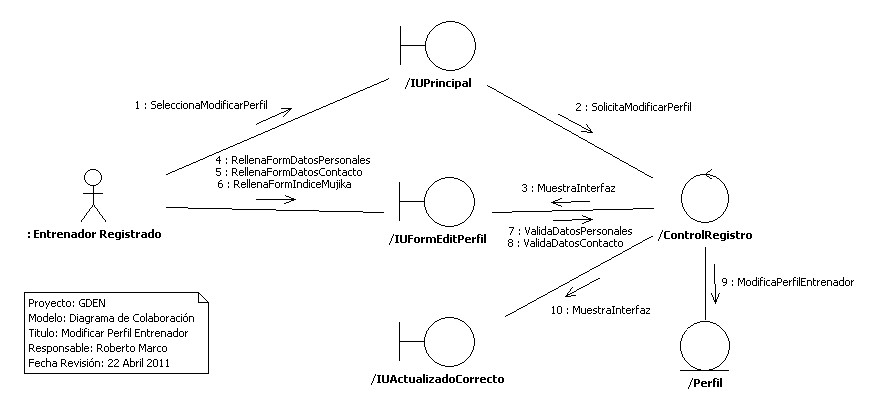 /IUPrincipal
1 : SeleccionaModificarPerfil
2 : SolicitaModificarPerfil
4 : RellenaFormDatosPersonales
5 : RellenaFormDatosContacto
6 : RellenaFormIndiceMujika
3 : MuestraInterfaz
: Entrenador Registrado
/IUFormEditPerfil
7 : ValidaDatosPersonales
8 : ValidaDatosContacto
/ControlRegistro
9 : ModificaPerfilEntrenador
10 : MuestraInterfaz
Proyecto: GDEN
Modelo: Diagrama de Colaboración
Titulo: Modificar Perfil Entrenador
Responsable: Roberto Marco
Fecha Revisión: 22 Abril 2011
/IUActualizadoCorrecto
/Perfil